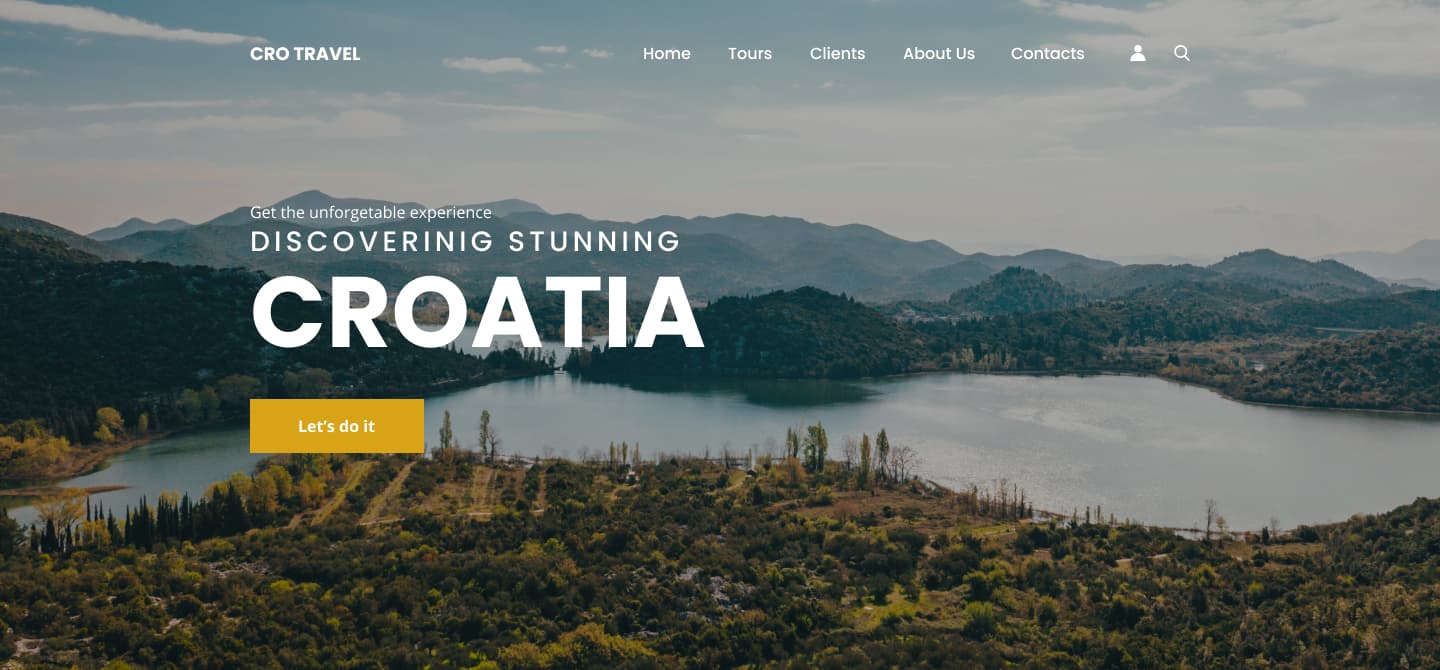 CRO TRAVEL Home Tours Clients About Us Contacts
Get the unforgetable experience
DISCOVERINIG STUNNING
CROATIA
Let's do it